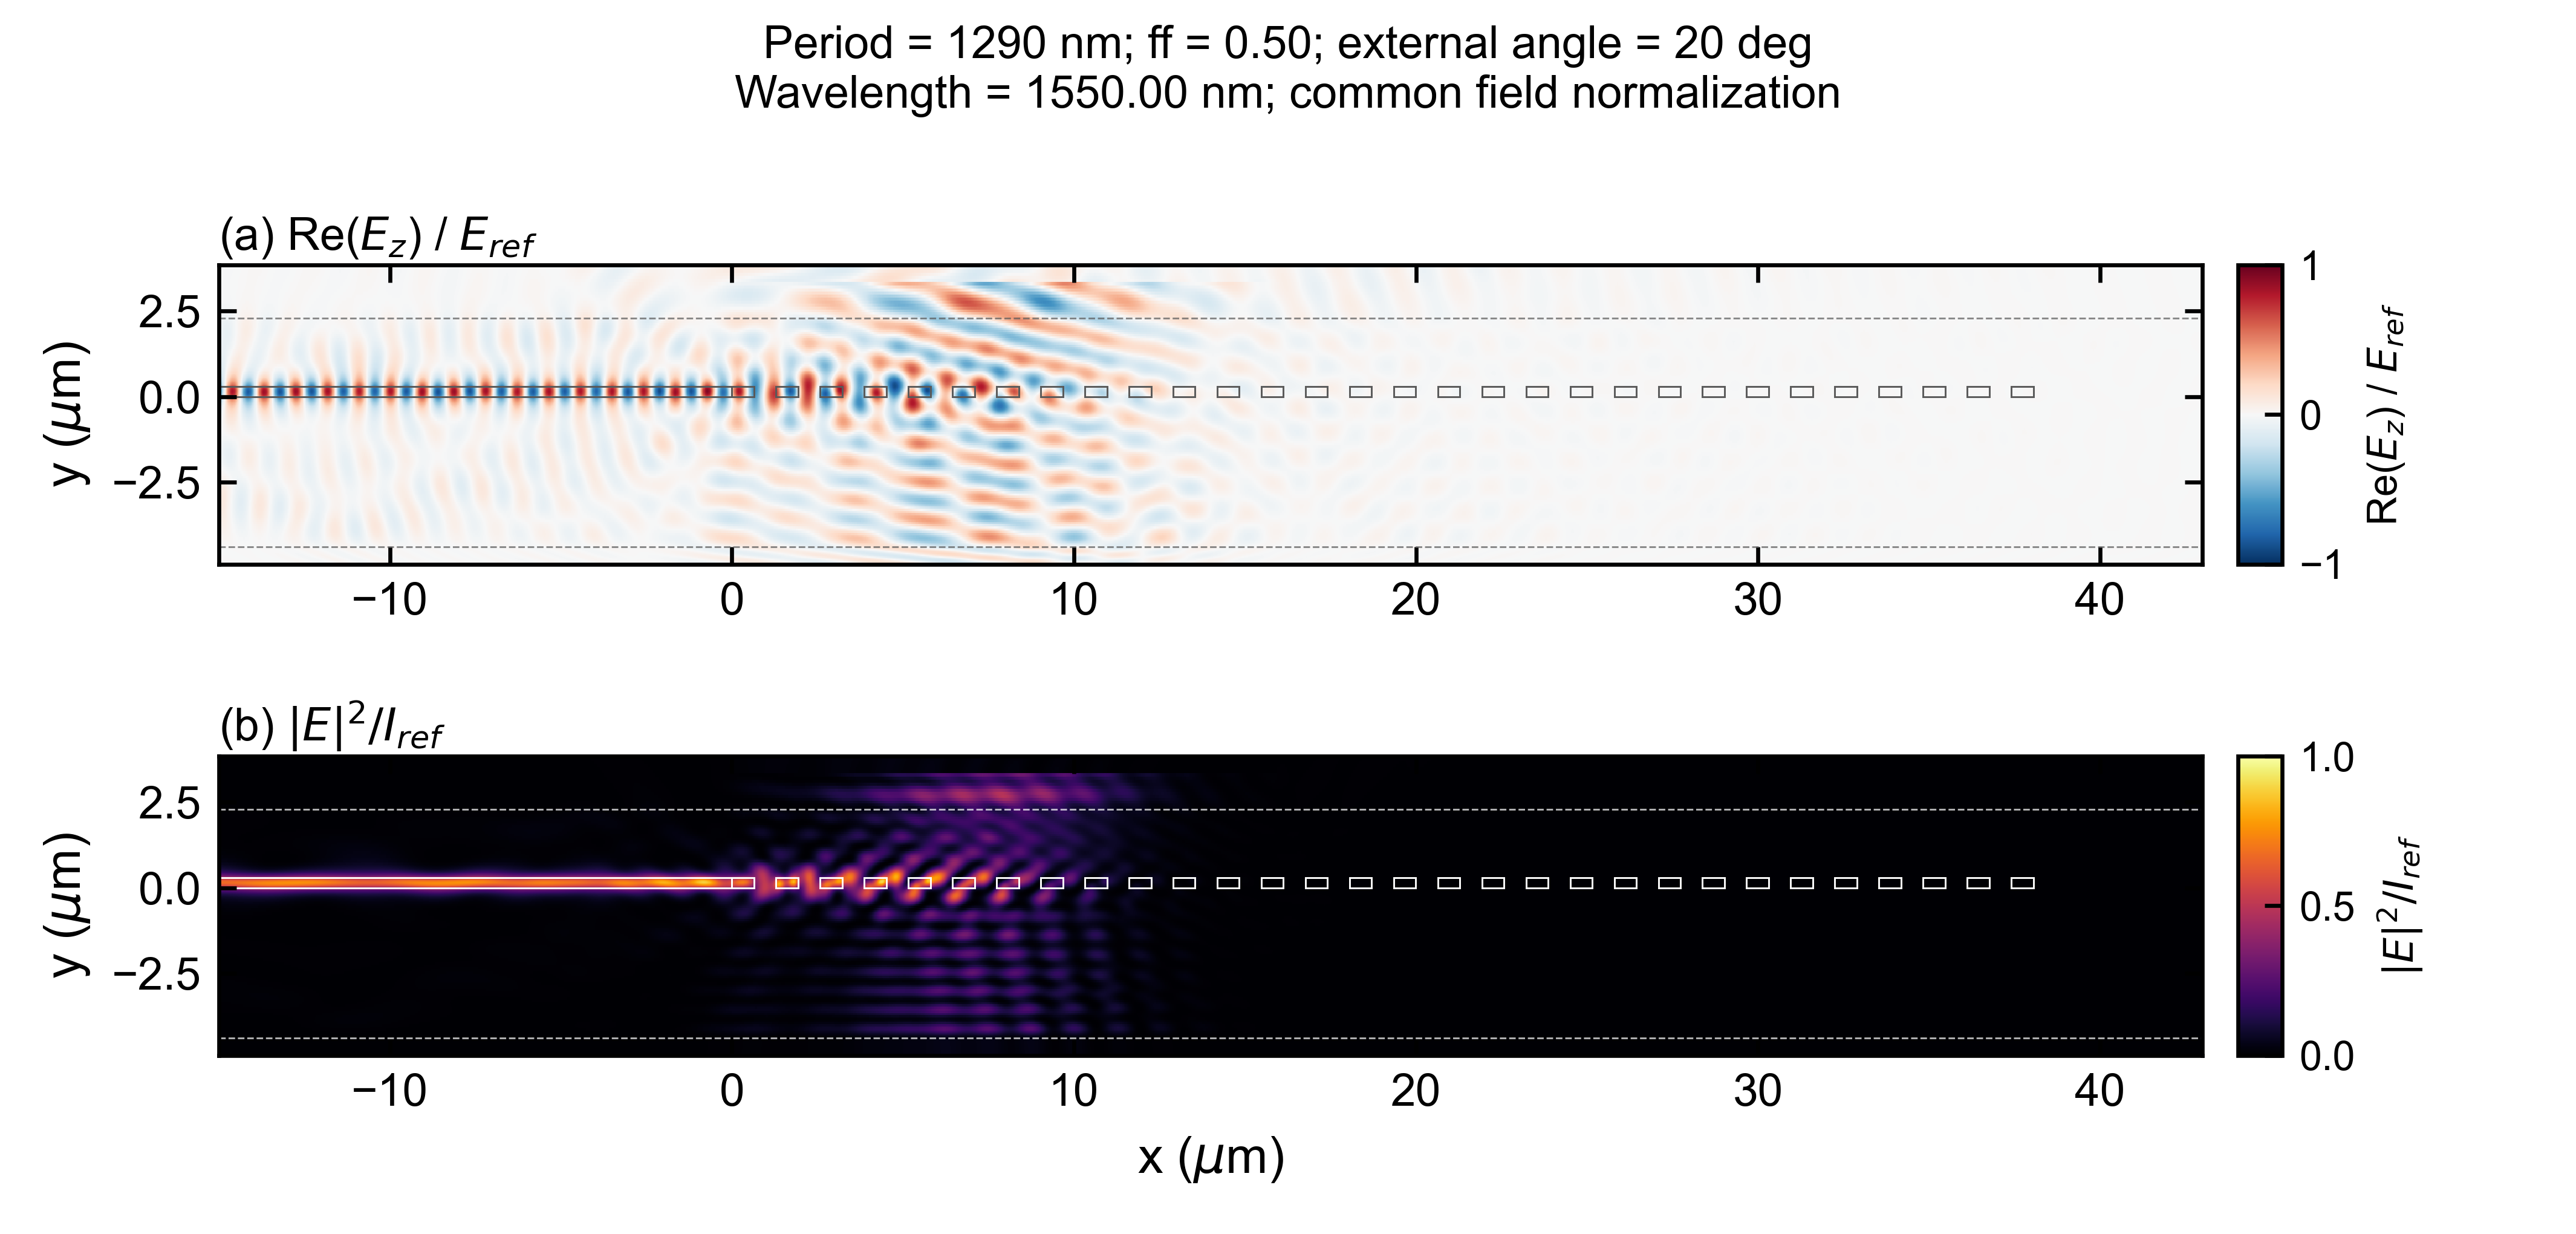 Period = 1290 nm; ff = 0.50; external angle = 20 deg
Wavelength = 1550.00 nm; common field normalization
(a) Re(E_z) / E_ref
2.5
0.0
−2.5
y (μm)
−10 0 10 20 30 40
1
0
−1
Re(E_z) / E_ref
(b) |E|²/I_ref
2.5
0.0
−2.5
y (μm)
−10 0 10 20 30 40
x (μm)
1.0
0.5
0.0
|E|²/I_ref